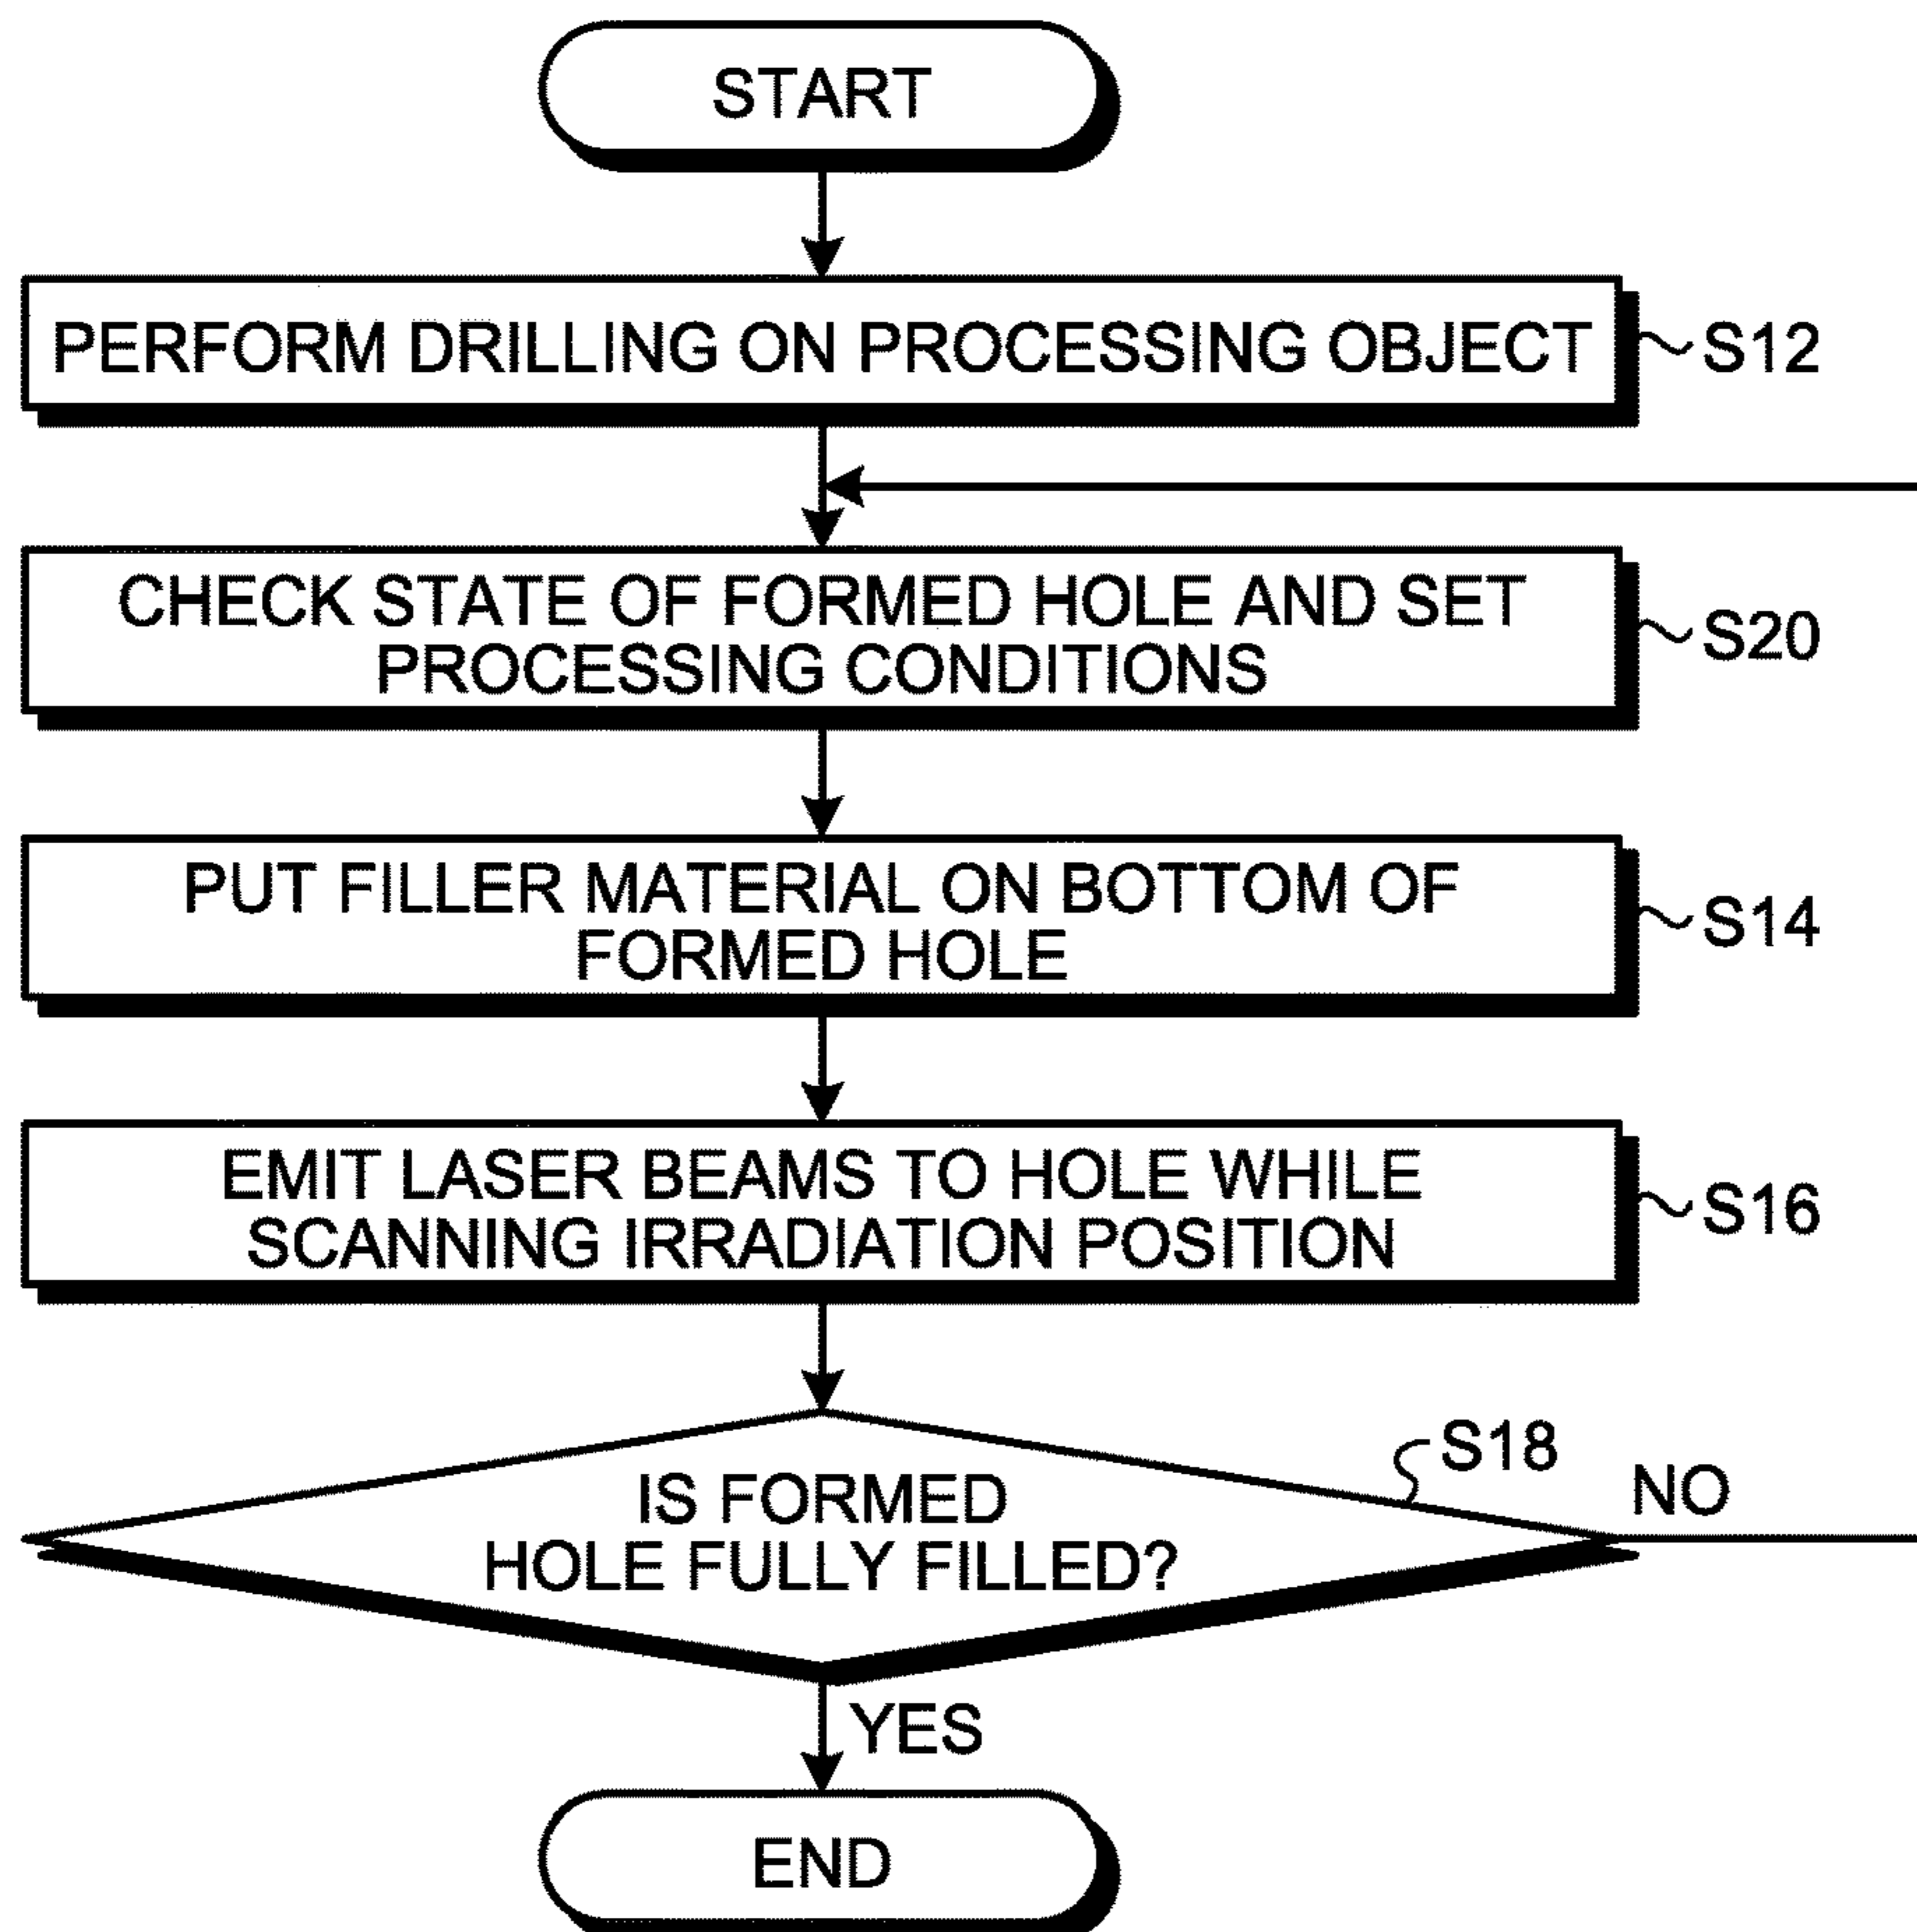 START
PERFORM DRILLING ON PROCESSING OBJECT
S12
CHECK STATE OF FORMED HOLE AND SET
PROCESSING CONDITIONS
S20
PUT FILLER MATERIAL ON BOTTOM OF
FORMED HOLE
S14
EMIT LASER BEAMS TO HOLE WHILE
SCANNING IRRADIATION POSITION
S16
IS FORMED
HOLE FULLY FILLED?
S18
NO
YES
END